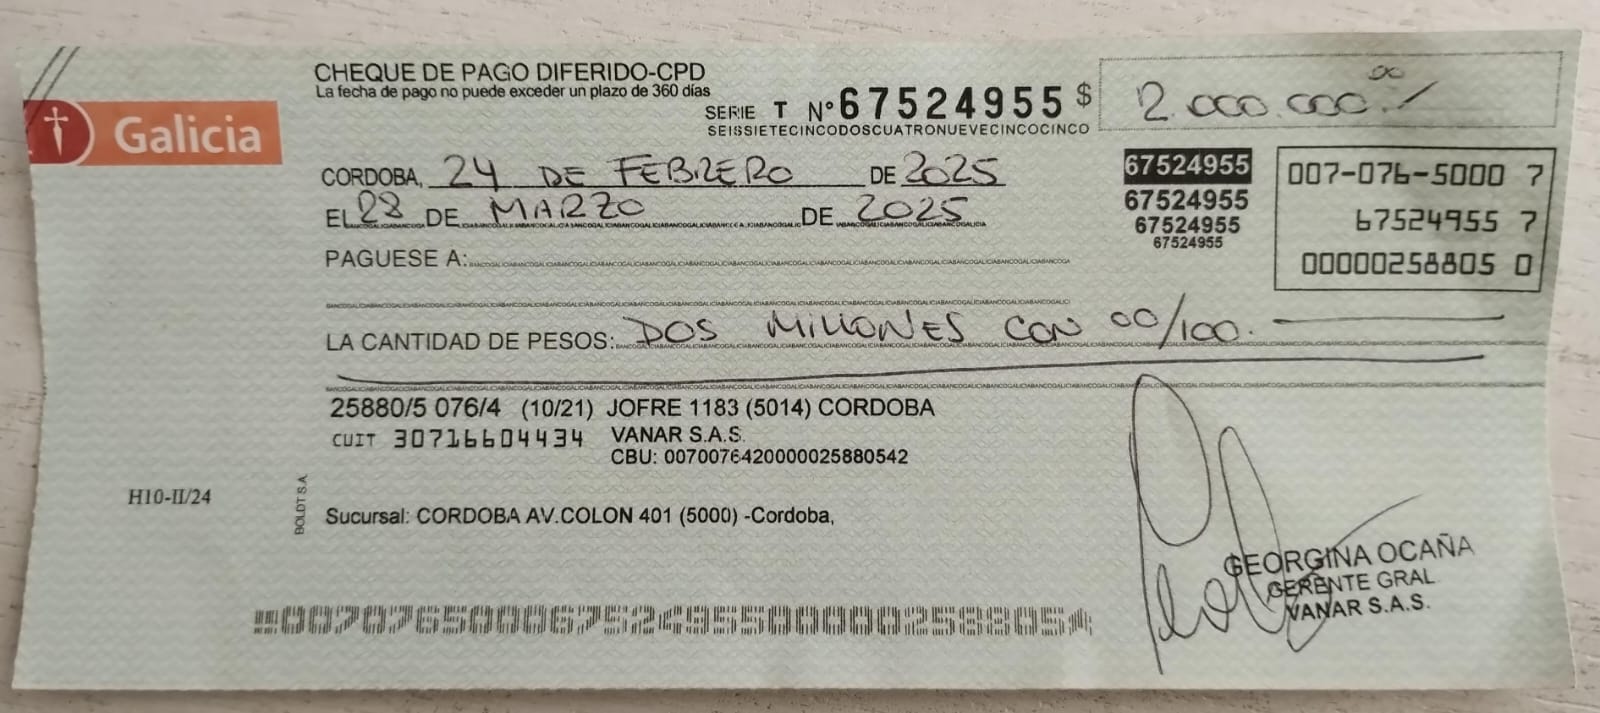 CHEQUE DE PAGO DIFERIDO-CPD
La fecha de pago no puede exceder un plazo de 360 días
SERIE T Nº 67524955 $ 2.000.000.00/
SEISSIETECINCODOSCUATRONUEVECINCOCINCO
Galicia
CORDOBA, 24 DE FEBRERO DE 2025
EL 28 DE MARZO DE 2025
67524955
67524955
67524955
67524955
007-076-5000 7
67524955 7
00000258805 0
PAGUESE A:
LA CANTIDAD DE PESOS: DOS MILLONES CON 00/100.
25880/5 076/4 (10/21) JOFRE 1183 (5014) CORDOBA
CUIT 30716604434 VANAR S.A.S.
CBU: 0070076420000025880542
H10-II/24
BOLDT S.A.
Sucursal: CORDOBA AV.COLON 401 (5000) -Cordoba,
GEORGINA OCAÑA
GERENTE GRAL
VANAR S.A.S.
00707650006752495500000258805